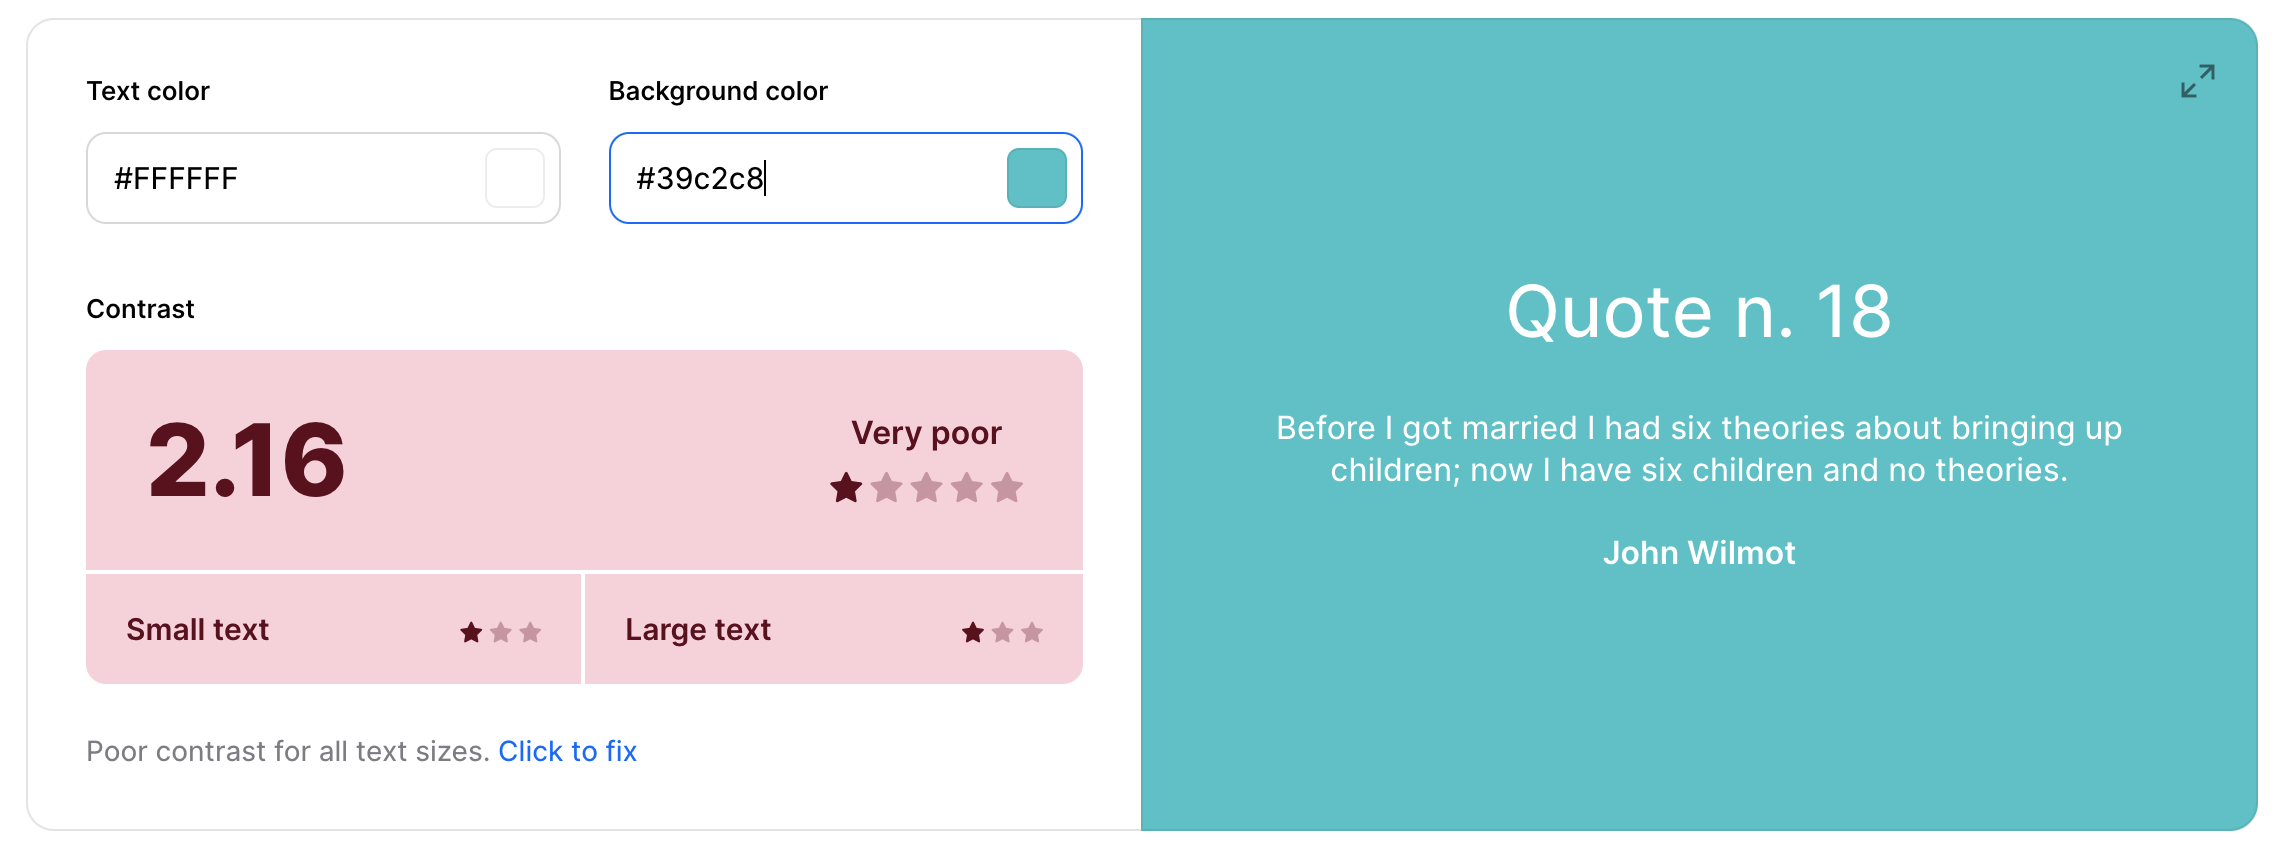 Text color
Background color
#FFFFFF
#39c2c8
Contrast
2.16
Very poor
Small text
Large text
Poor contrast for all text sizes. Click to fix
Quote n. 18
Before I got married I had six theories about bringing up
children; now I have six children and no theories.
John Wilmot